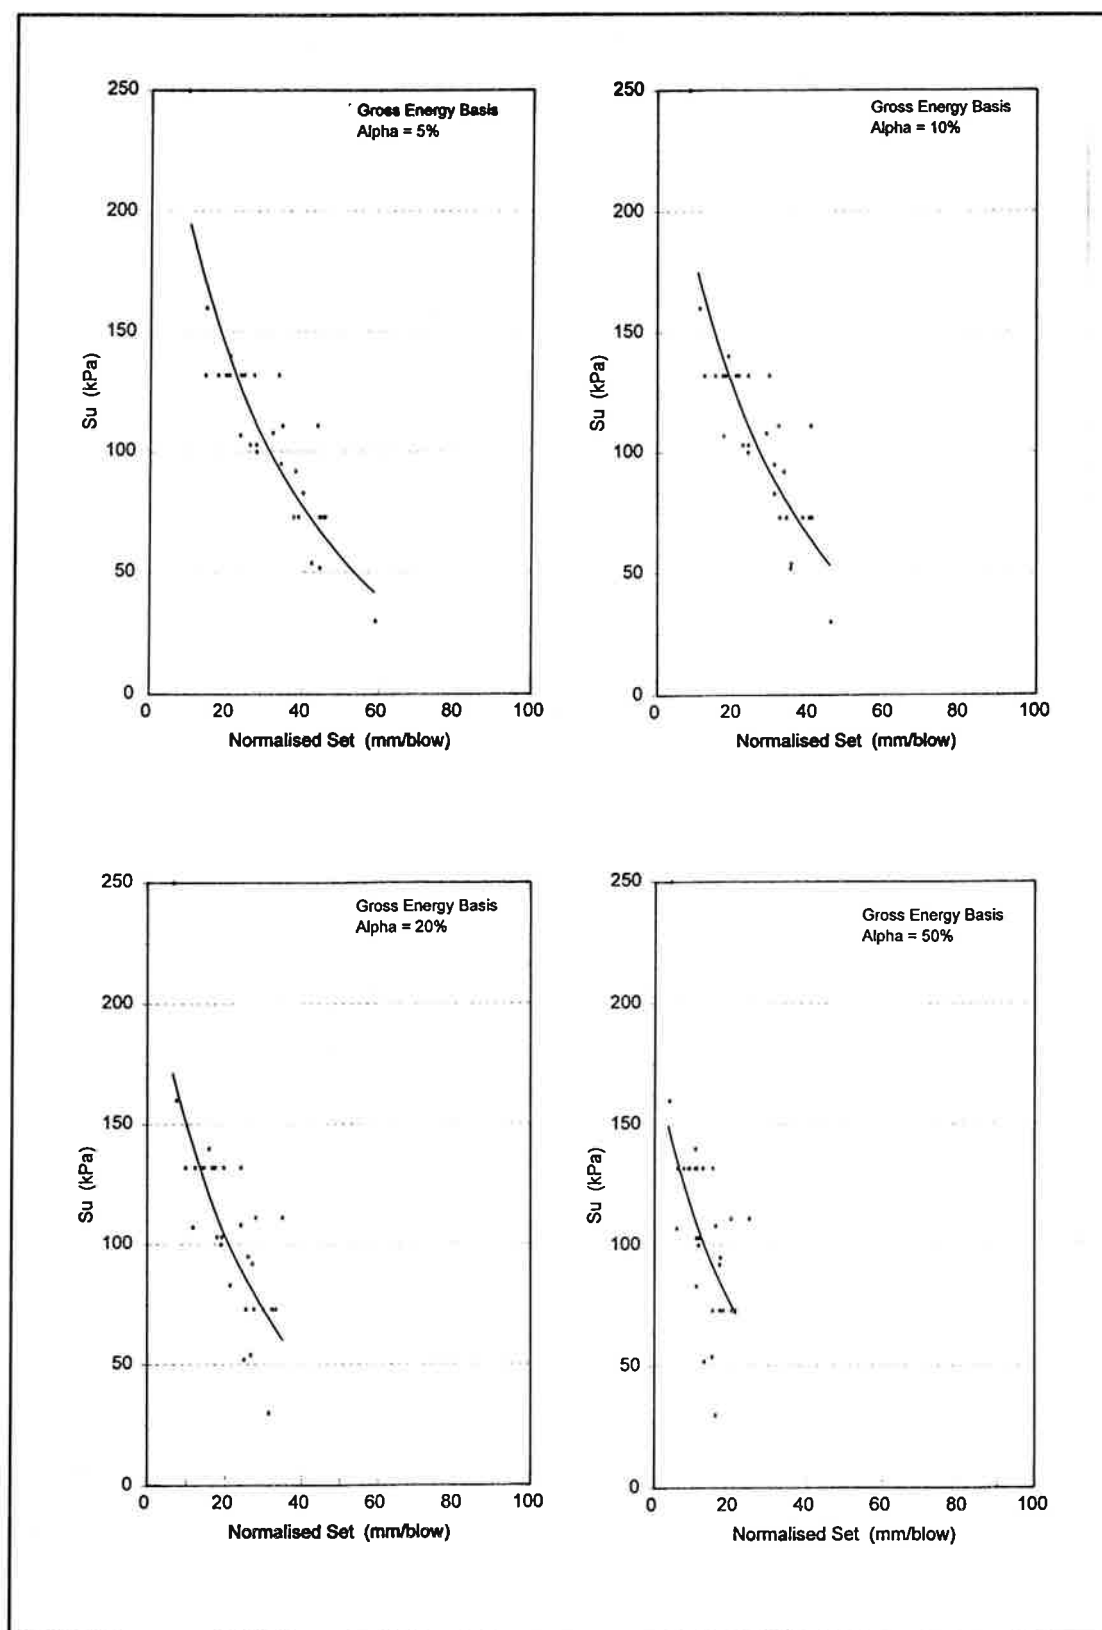 250
200
150
100
50
0
Su (kPa)
Gross Energy Basis
Alpha = 5%
0 20 40 60 80 100
Normalised Set (mm/blow)
250
200
150
100
50
0
Su (kPa)
Gross Energy Basis
Alpha = 10%
0 20 40 60 80 100
Normalised Set (mm/blow)
250
200
150
100
50
0
Su (kPa)
Gross Energy Basis
Alpha = 20%
0 20 40 60 80 100
Normalised Set (mm/blow)
250
200
150
100
50
0
Su (kPa)
Gross Energy Basis
Alpha = 50%
0 20 40 60 80 100
Normalised Set (mm/blow)